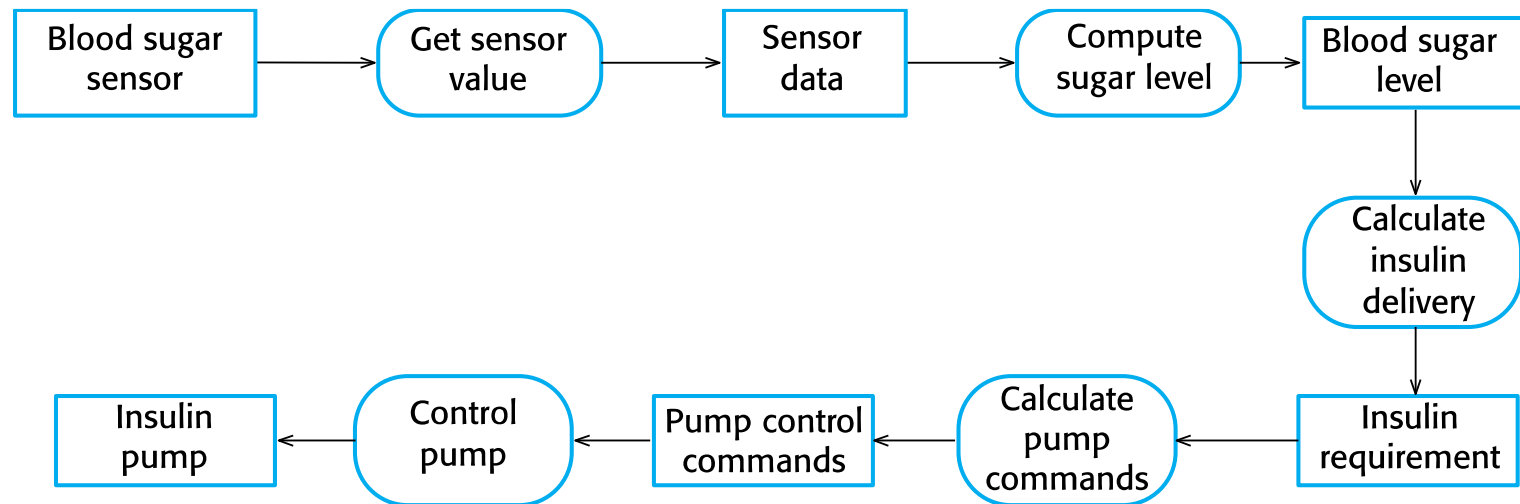 Blood sugar
sensor
Get sensor
value
Sensor
data
Compute
sugar level
Blood sugar
level
Calculate
insulin
delivery
Insulin
requirement
Calculate
pump
commands
Pump control
commands
Control
pump
Insulin
pump